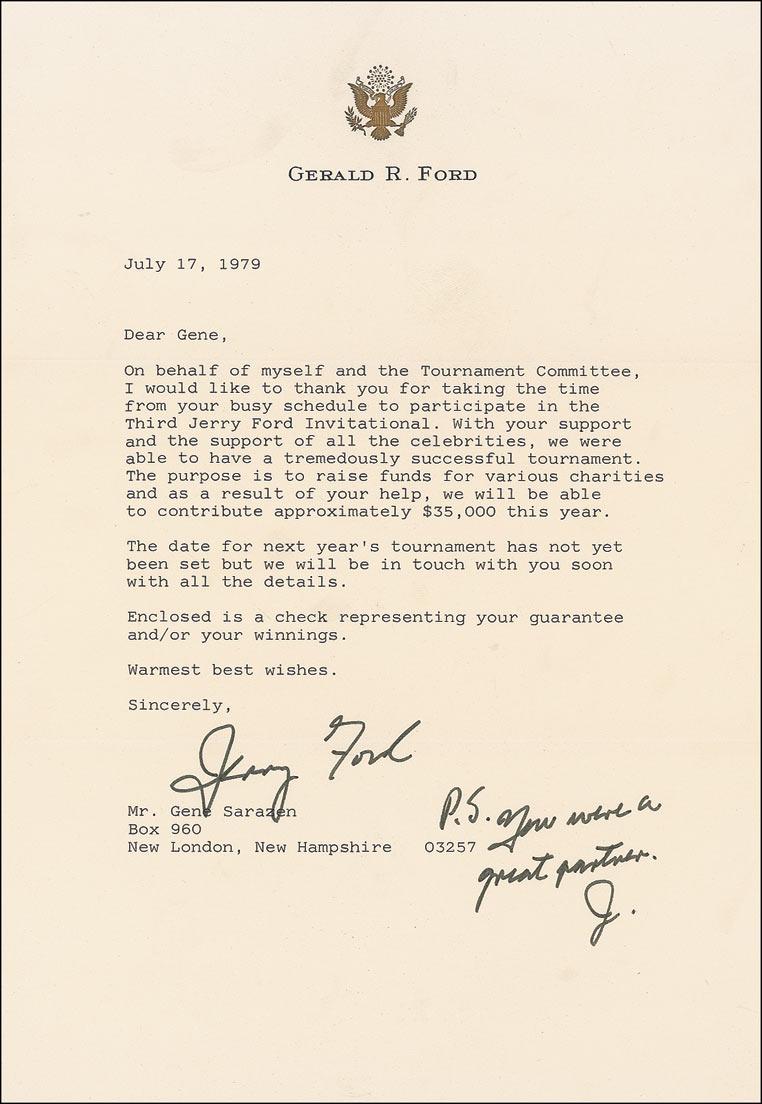 GERALD R. FORD
July 17, 1979
Dear Gene,
On behalf of myself and the Tournament Committee,
I would like to thank you for taking the time
from your busy schedule to participate in the
Third Jerry Ford Invitational. With your support
and the support of all the celebrities, we were
able to have a tremedously successful tournament.
The purpose is to raise funds for various charities
and as a result of your help, we will be able
to contribute approximately $35,000 this year.
The date for next year's tournament has not yet
been set but we will be in touch with you soon
with all the details.
Enclosed is a check representing your guarantee
and/or your winnings.
Warmest best wishes.
Sincerely,
Jerry Ford
Mr. Gene Sarazen
Box 960
New London, New Hampshire 03257
P.S. You were a
great partner.
J.